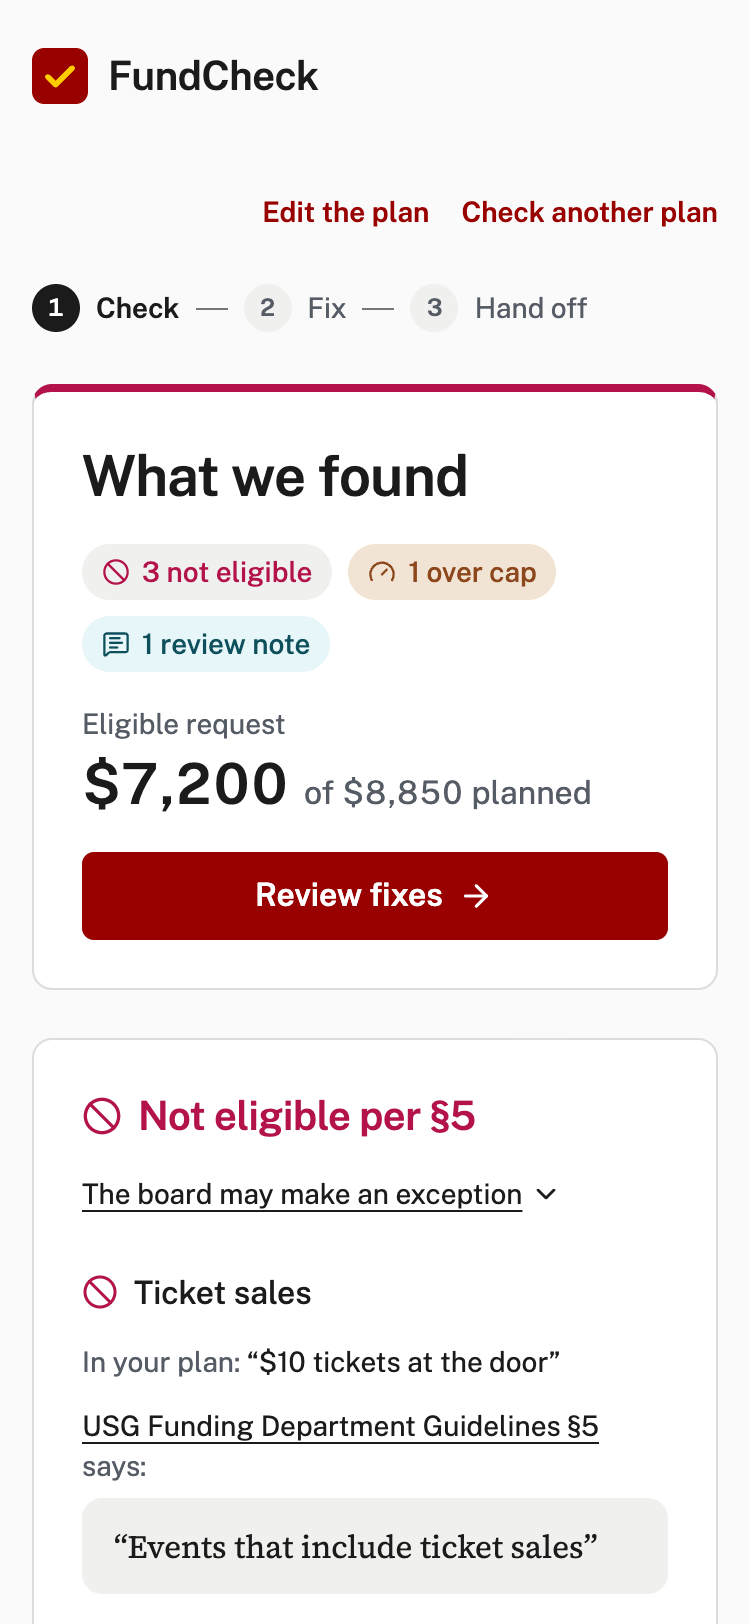 FundCheck
Edit the plan Check another plan
1 Check — 2 Fix — 3 Hand off
What we found
3 not eligible 1 over cap
1 review note
Eligible request
$7,200 of $8,850 planned
Review fixes →
Not eligible per §5
The board may make an exception
Ticket sales
In your plan: “$10 tickets at the door”
USG Funding Department Guidelines §5
says:
“Events that include ticket sales”